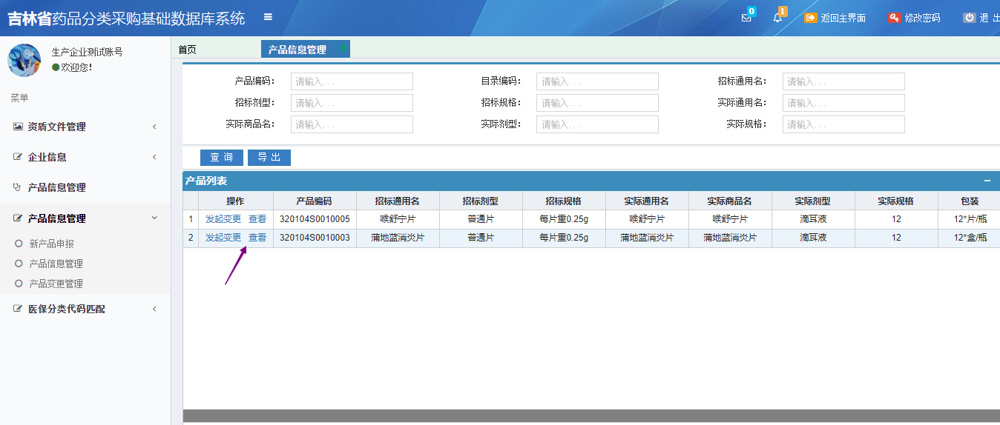 吉林省药品分类采购基础数据库系统 0 1 返回主界面 修改密码 退 出
生产企业测试账号
欢迎您!
菜单
资质文件管理
企业信息
产品信息管理
产品信息管理
新产品申报
产品信息管理
产品变更管理
医保分类代码匹配
首页 产品信息管理
产品编码: 请输入... 目录编码: 请输入... 招标通用名: 请输入...
招标剂型: 请输入... 招标规格: 请输入... 实际通用名: 请输入...
实际商品名: 请输入... 实际剂型: 请输入... 实际规格: 请输入...
查 询 导 出
产品列表
操作 产品编码 招标通用名 招标剂型 招标规格 实际通用名 实际商品名 实际剂型 实际规格 包装
1 发起变更 查看 320104S0010005 喉舒宁片 普通片 每片重0.25g 喉舒宁片 喉舒宁片 滴耳液 12 12*片/瓶
2 发起变更 查看 320104S0010003 蒲地蓝消炎片 普通片 每片重0.25g 蒲地蓝消炎片 蒲地蓝消炎片 滴耳液 12 12*盒/瓶